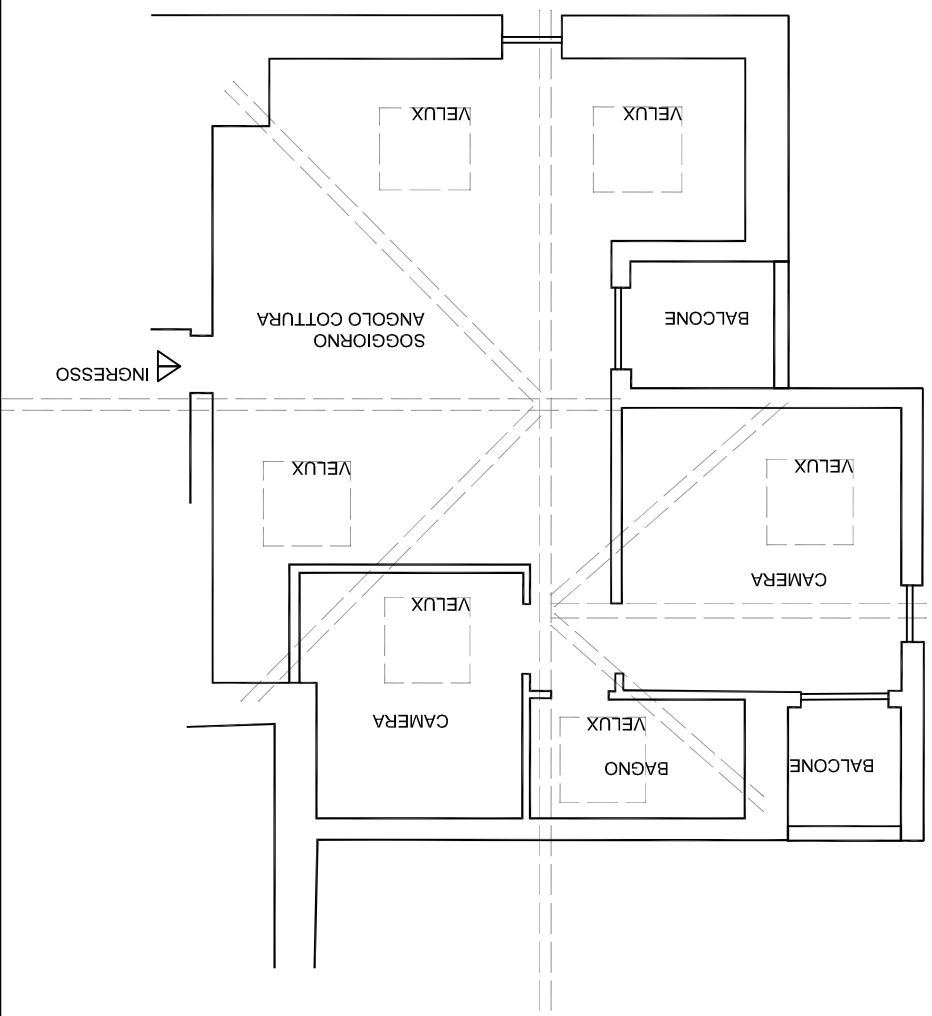 BALCONE
BAGNO
VELUX
CAMERA
VELUX
CAMERA
VELUX
VELUX
INGRESSO
SOGGIORNO
ANGOLO COTTURA
BALCONE
VELUX
VELUX